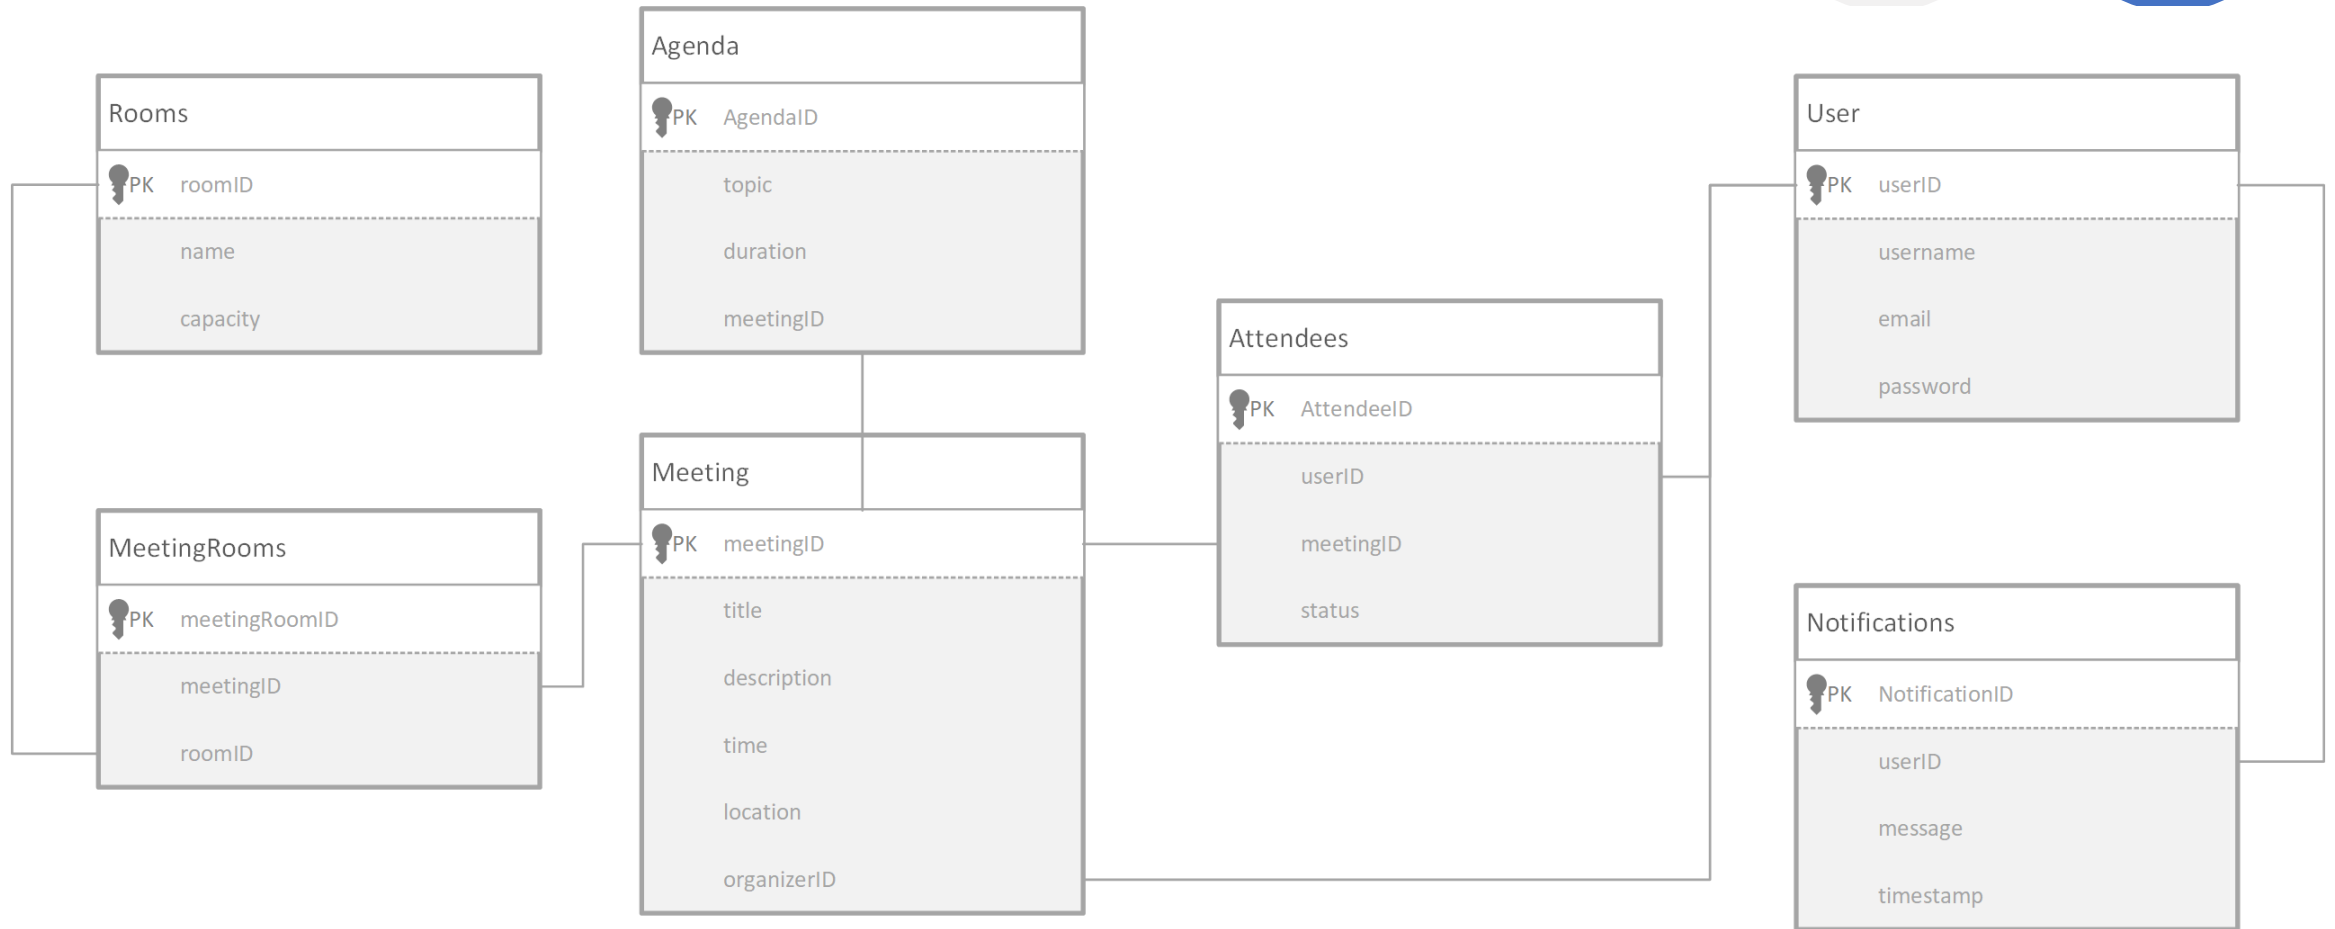 Agenda
PK AgendaID
topic
duration
meetingID
Rooms
PK roomID
name
capacity
User
PK userID
username
email
password
Attendees
PK AttendeeID
userID
meetingID
status
Meeting
PK meetingID
title
description
time
location
organizerID
MeetingRooms
PK meetingRoomID
meetingID
roomID
Notifications
PK NotificationID
userID
message
timestamp